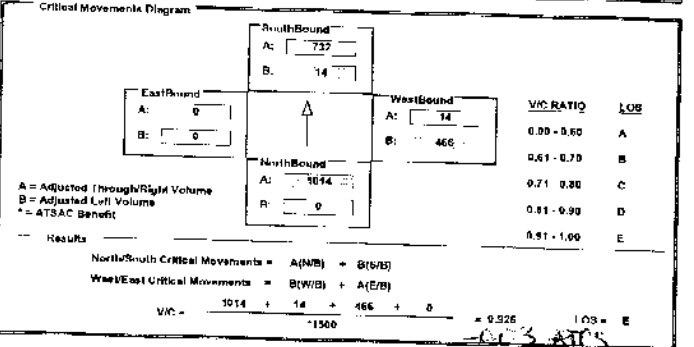 Critical Movements Diagram
SouthBound
A: 732
B: 14
EastBound
A: 0
B: 0
WestBound
A: 14
B: 466
NorthBound
A: 1014
B: 0
V/C RATIO LOS
0.00 - 0.60 A
0.61 - 0.70 B
0.71 - 0.80 C
0.81 - 0.90 D
0.91 - 1.00 E
A = Adjusted Through/Right Volume
B = Adjusted Left Volume
* = ATSAC Benefit
Results
North/South Critical Movements = A(N/B) + B(S/B)
West/East Critical Movements = B(W/B) + A(E/B)
V/C = 1014 + 14 + 466 + 0 = 0.926 LOS = E
*1500
ATCS